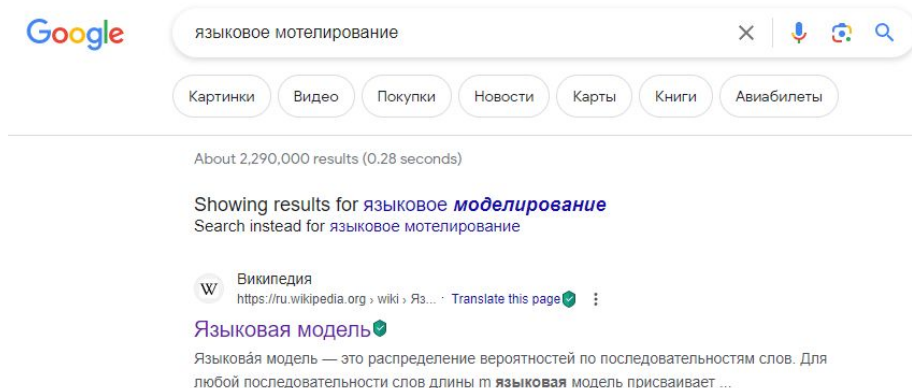 Google
языковое мотелирование
Картинки Видео Покупки Новости Карты Книги Авиабилеты
About 2,290,000 results (0.28 seconds)
Showing results for языковое моделирование
Search instead for языковое мотелирование
W
Википедия
https://ru.wikipedia.org › wiki › Яз... · Translate this page
Языковая модель
Языкова́я модель — это распределение вероятностей по последовательностям слов. Для
любой последовательности слов длины m языковая модель присваивает ...